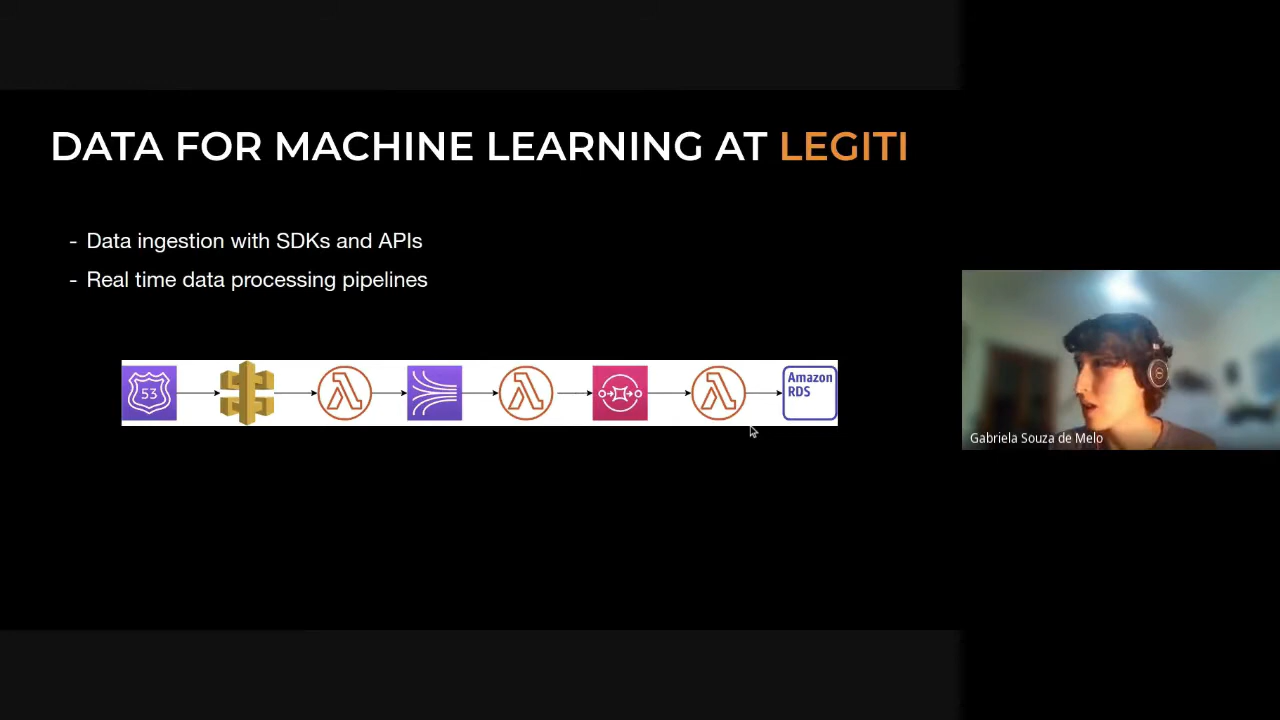 DATA FOR MACHINE LEARNING AT LEGITI
- Data ingestion with SDKs and APIs
- Real time data processing pipelines
53
Amazon
RDS
Gabriela Souza de Melo